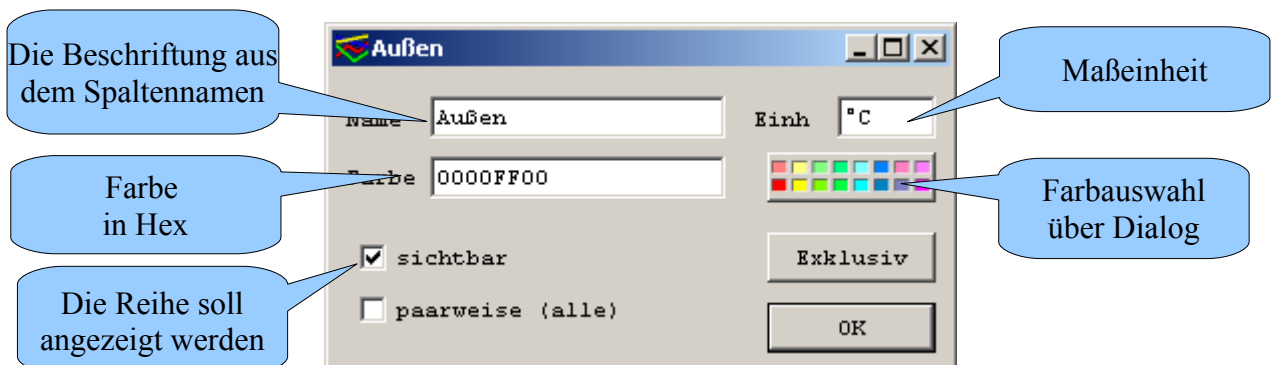 Die Beschriftung aus
dem Spaltennamen
Außen
Maßeinheit
Name Außen
Einh °C
Farbe 0000FF00
Farbe
in Hex
Farbauswahl
über Dialog
sichtbar
Exklusiv
Die Reihe soll
angezeigt werden
paarweise (alle)
OK